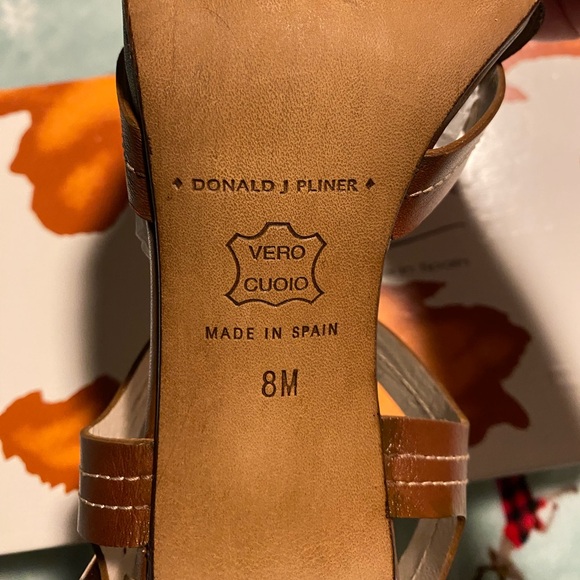 ♦ DONALD J PLINER ♦
VERO
CUOIO
MADE IN SPAIN
8M